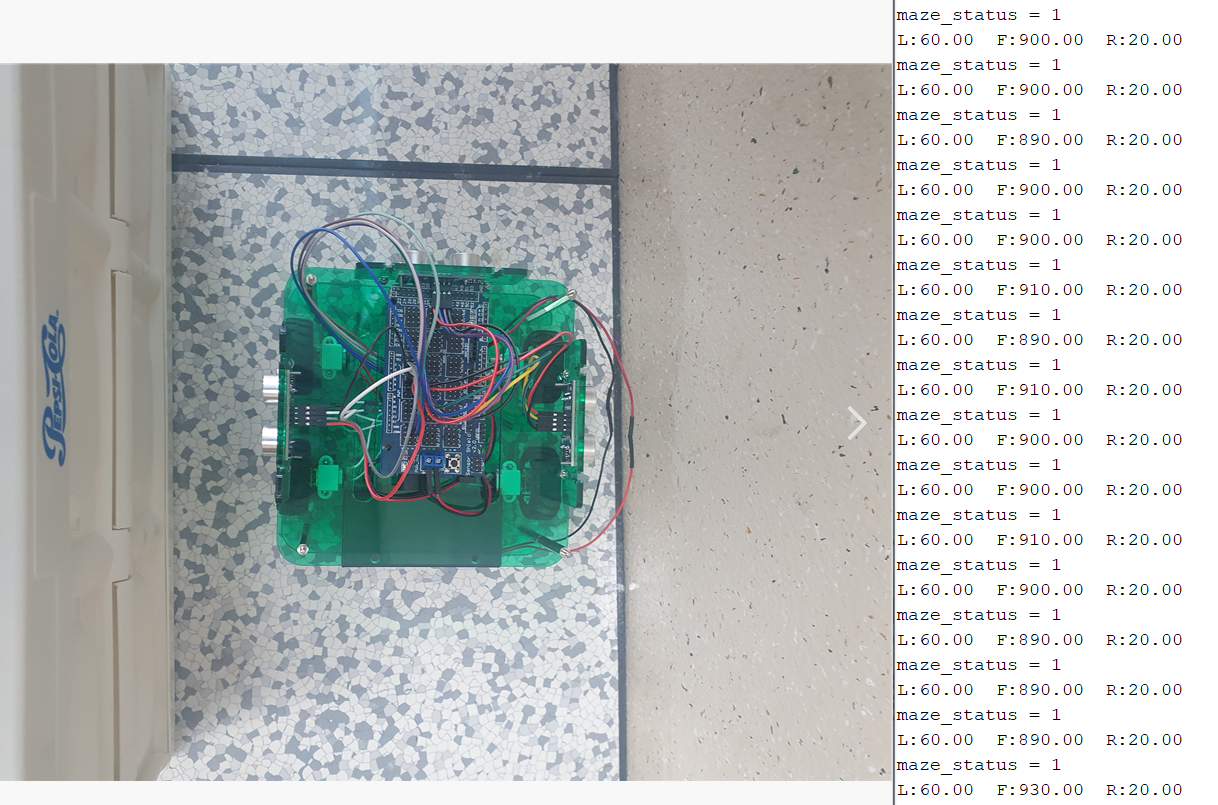 PEPSI-COLA
Sensor Shield
maze_status = 1
L:60.00 F:900.00 R:20.00
maze_status = 1
L:60.00 F:900.00 R:20.00
maze_status = 1
L:60.00 F:890.00 R:20.00
maze_status = 1
L:60.00 F:900.00 R:20.00
maze_status = 1
L:60.00 F:900.00 R:20.00
maze_status = 1
L:60.00 F:910.00 R:20.00
maze_status = 1
L:60.00 F:890.00 R:20.00
maze_status = 1
L:60.00 F:910.00 R:20.00
maze_status = 1
L:60.00 F:900.00 R:20.00
maze_status = 1
L:60.00 F:900.00 R:20.00
maze_status = 1
L:60.00 F:910.00 R:20.00
maze_status = 1
L:60.00 F:900.00 R:20.00
maze_status = 1
L:60.00 F:890.00 R:20.00
maze_status = 1
L:60.00 F:890.00 R:20.00
maze_status = 1
L:60.00 F:890.00 R:20.00
maze_status = 1
L:60.00 F:930.00 R:20.00